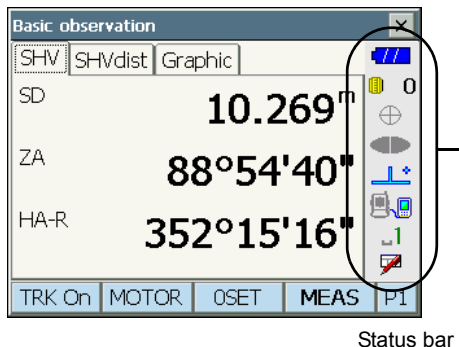 Basic observation ×
SHV SHVdist Graphic
SD 10.269m
0
ZA 88°54'40"
HA-R 352°15'16"
1
TRK On MOTOR 0SET MEAS P1
Status bar